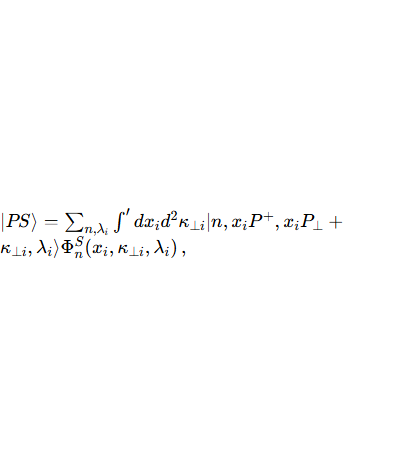 |PS⟩ = ∑_{n,λ_i} ∫′ dx_i d²κ_{⊥i}|n, x_iP⁺, x_iP_⊥ +
κ_{⊥i}, λ_i⟩Φ_n^S(x_i, κ_{⊥i}, λ_i) ,